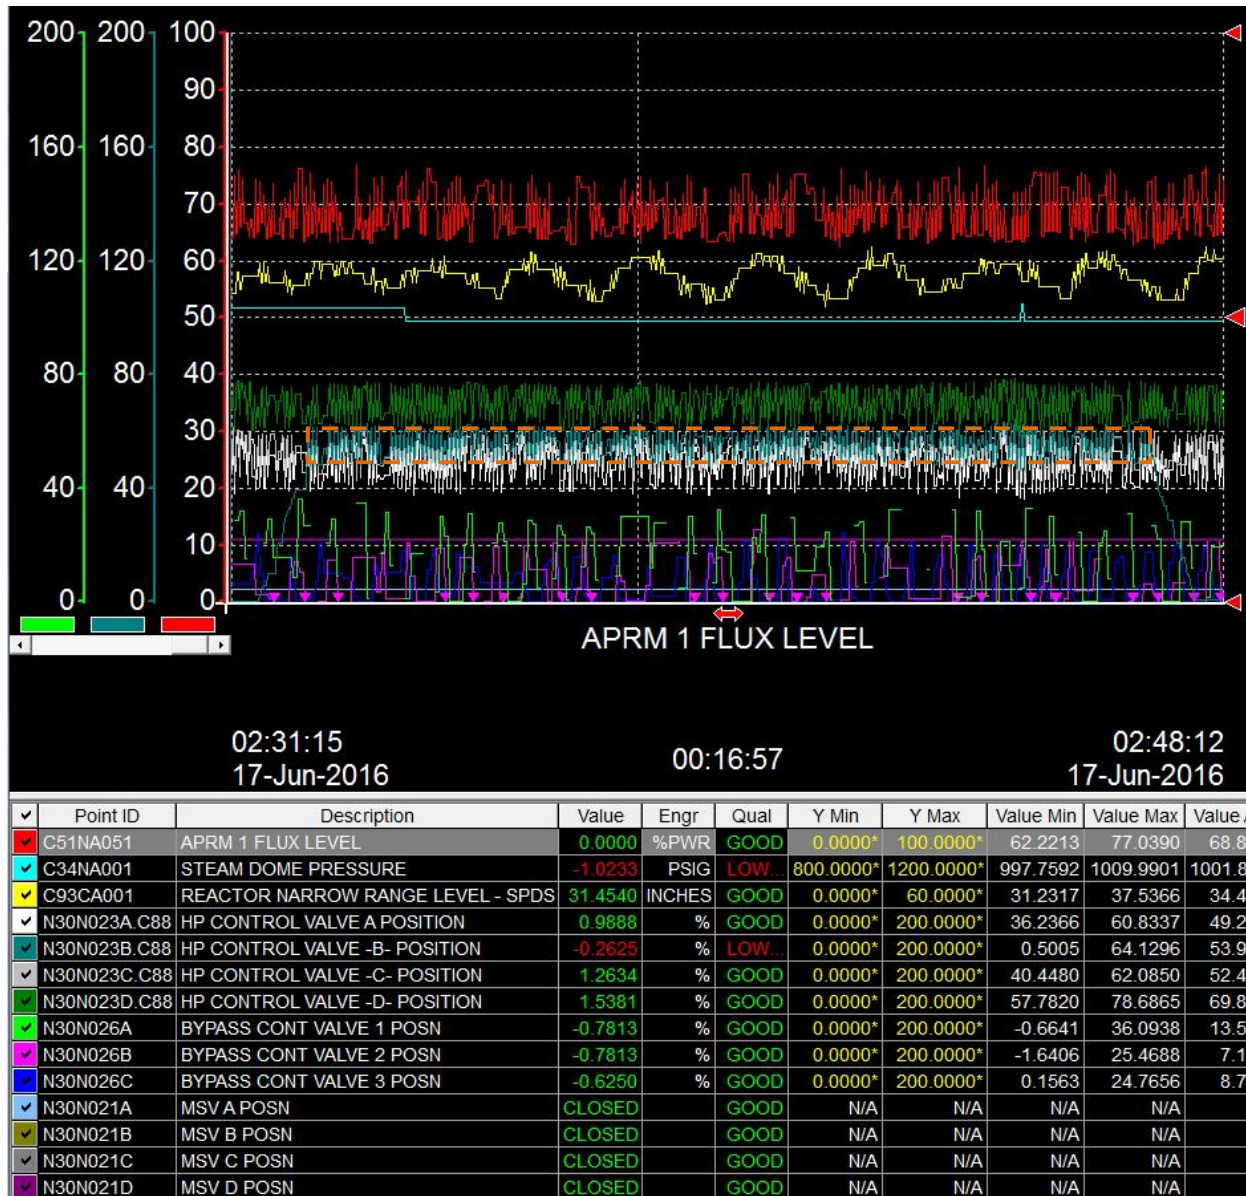 200 200 100
90
160 160 80
70
120 120 60
50
80 80 40
30
40 40 20
10
0 0 0
APRM 1 FLUX LEVEL
02:31:15 00:16:57 02:48:12
17-Jun-2016 17-Jun-2016
Point ID Description Value Engr Qual Y Min Y Max Value Min Value Max Value
C51NA051 APRM 1 FLUX LEVEL 0.0000 %PWR GOOD 0.0000* 100.0000* 62.2213 77.0390 68.8
C34NA001 STEAM DOME PRESSURE -1.0233 PSIG LOW... 800.0000* 1200.0000* 997.7592 1009.9901 1001.8
C93CA001 REACTOR NARROW RANGE LEVEL - SPDS 31.4540 INCHES GOOD 0.0000* 60.0000* 31.2317 37.5366 34.4
N30N023A.C88 HP CONTROL VALVE A POSITION 0.9888 % GOOD 0.0000* 200.0000* 36.2366 60.8337 49.2
N30N023B.C88 HP CONTROL VALVE -B- POSITION -0.2625 % LOW... 0.0000* 200.0000* 0.5005 64.1296 53.9
N30N023C.C88 HP CONTROL VALVE -C- POSITION 1.2634 % GOOD 0.0000* 200.0000* 40.4480 62.0850 52.4
N30N023D.C88 HP CONTROL VALVE -D- POSITION 1.5381 % GOOD 0.0000* 200.0000* 57.7820 78.6865 69.8
N30N026A BYPASS CONT VALVE 1 POSN -0.7813 % GOOD 0.0000* 200.0000* -0.6641 36.0938 13.5
N30N026B BYPASS CONT VALVE 2 POSN -0.7813 % GOOD 0.0000* 200.0000* -1.6406 25.4688 7.1
N30N026C BYPASS CONT VALVE 3 POSN -0.6250 % GOOD 0.0000* 200.0000* 0.1563 24.7656 8.7
N30N021A MSV A POSN CLOSED GOOD N/A N/A N/A N/A
N30N021B MSV B POSN CLOSED GOOD N/A N/A N/A N/A
N30N021C MSV C POSN CLOSED GOOD N/A N/A N/A N/A
N30N021D MSV D POSN CLOSED GOOD N/A N/A N/A N/A